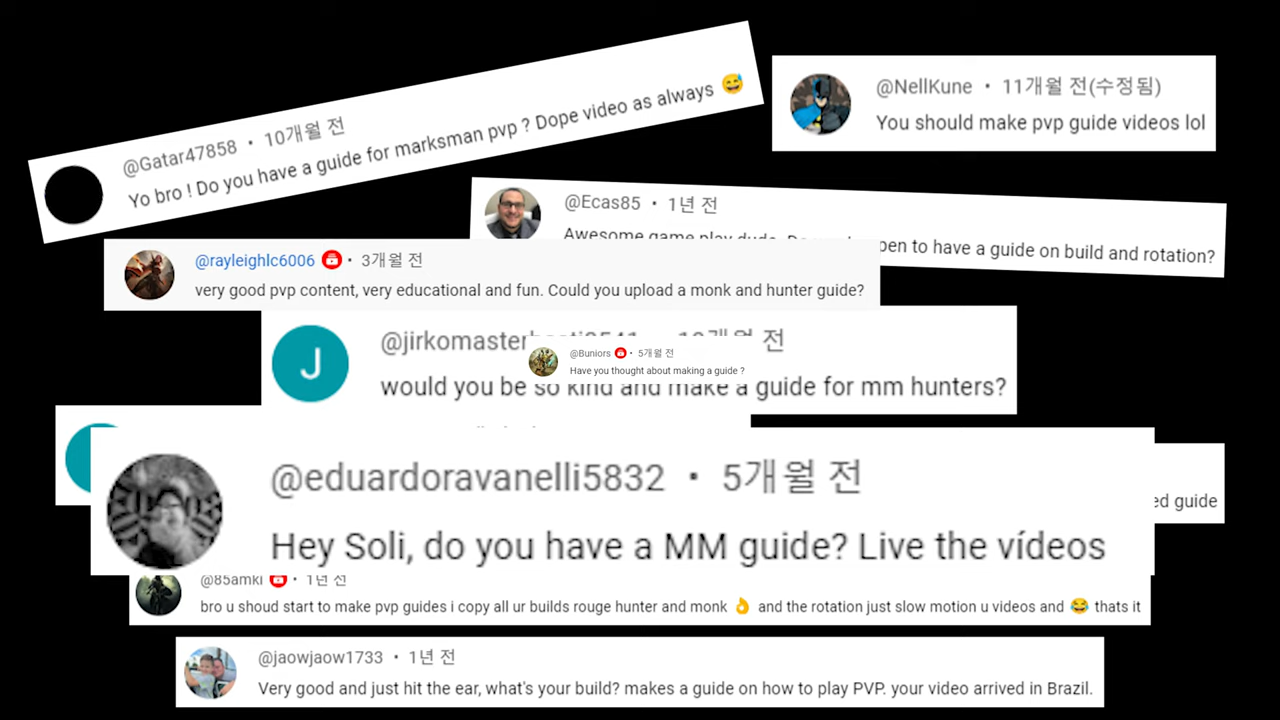 @Gatar47858 • 10개월 전
Yo bro ! Do you have a guide for marksman pvp ? Dope video as always 😅
@NellKune • 11개월 전(수정됨)
You should make pvp guide videos lol
@Ecas85 • 1년 전
Awesome game play dude. pen to have a guide on build and rotation?
@rayleighlc6006 • 3개월 전
very good pvp content, very educational and fun. Could you upload a monk and hunter guide?
@jirkomaster 전
@Buniors • 5개월 전
Have you thought about making a guide ?
would you be so kind and make a guide for mm hunters?
J
@eduardoravanelli5832 • 5개월 전
ed guide
Hey Soli, do you have a MM guide? Live the vídeos
@85amki • 1년 전
bro u shoud start to make pvp guides i copy all ur builds rouge hunter and monk 👌 and the rotation just slow motion u videos and 😂 thats it
@jaowjaow1733 • 1년 전
Very good and just hit the ear, what's your build? makes a guide on how to play PVP. your video arrived in Brazil.